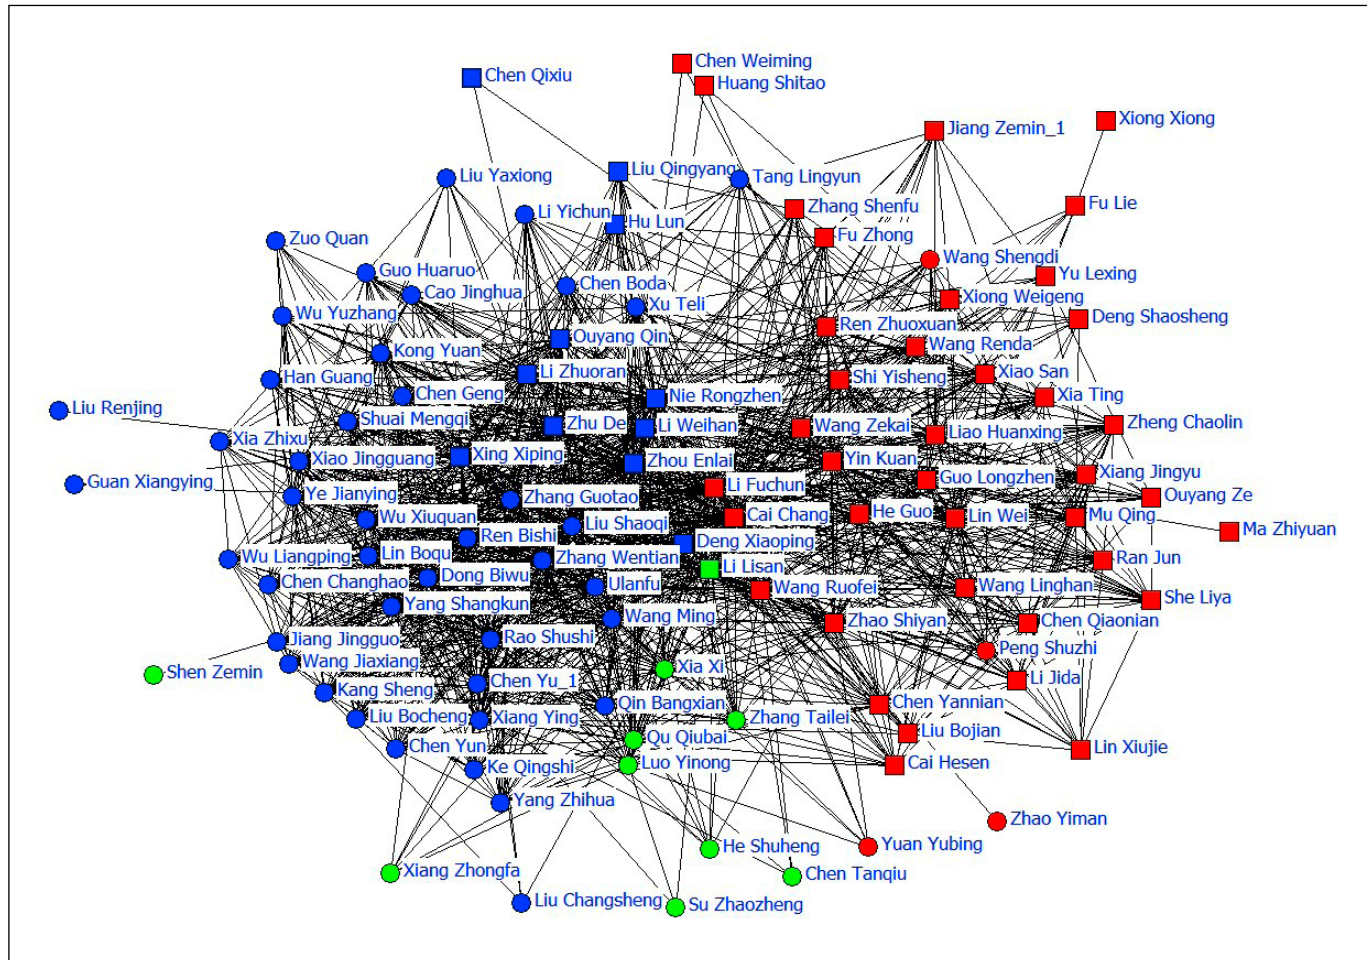 Chen Weiming
Chen Qixiu
Huang Shitao
Xiong Xiong
Jiang Zemin_1
Liu Qingyang
Tang Lingyun
Liu Yaxiong
Fu Lie
Zhang Shenfu
Li Yichun
Hu Lun
Fu Zhong
Zuo Quan
Wang Shengdi
Guo Huaruo
Yu Lexing
Chen Boda
Cao Jinghua
Xiong Weigeng
Xu Teli
Wu Yuzhang
Deng Shaosheng
Ren Zhuoxuan
Ouyang Qin
Wang Renda
Kong Yuan
Li Zhuoran
Xiao San
Han Guang
Shi Yisheng
Chen Geng
Nie Rongzhen
Xia Ting
Liu Renjing
Shuai Mengqi
Zhu De
Li Weihan
Wang Zekai
Zheng Chaolin
Liao Huanxing
Xia Zhixu
Xing Xiping
Xiao Jingguang
Zhou Enlai
Yin Kuan
Xiang Jingyu
Guo Longzhen
Guan Xiangying
Li Fuchun
Ye Jianying
Zhang Guotao
Ouyang Ze
Wu Xiuquan
Liu Shaoqi
Cai Chang
He Guo
Lin Wei
Mu Qing
Ma Zhiyuan
Ren Bishi
Deng Xiaoping
Lin Boqu
Wu Liangping
Zhang Wentian
Ran Jun
Li Lisan
Dong Biwu
Chen Changhao
Ulanfu
Wang Ruofei
Wang Linghan
She Liya
Yang Shangkun
Wang Ming
Zhao Shiyan
Chen Qiaonian
Jiang Jingguo
Rao Shushi
Peng Shuzhi
Wang Jiaxiang
Shen Zemin
Xia Xi
Li Jida
Chen Yu_1
Kang Sheng
Qin Bangxian
Chen Yannian
Liu Bocheng
Xiang Ying
Zhang Tailei
Liu Bojian
Qu Qiubai
Chen Yun
Lin Xiujie
Luo Yinong
Cai Hesen
Ke Qingshi
Yang Zhihua
Zhao Yiman
He Shuheng
Yuan Yubing
Xiang Zhongfa
Chen Tanqiu
Liu Changsheng
Su Zhaozheng